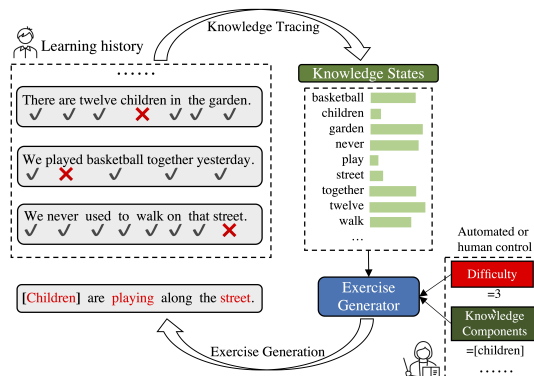 Knowledge Tracing
Learning history
......
There are twelve children in the garden.
We played basketball together yesterday.
We never used to walk on that street.
Knowledge States
basketball
children
garden
never
play
street
together
twelve
walk
...
Automated or
human control
Difficulty
=3
Knowledge
Components
=[children]
......
Exercise
Generator
[Children] are playing along the street.
Exercise Generation